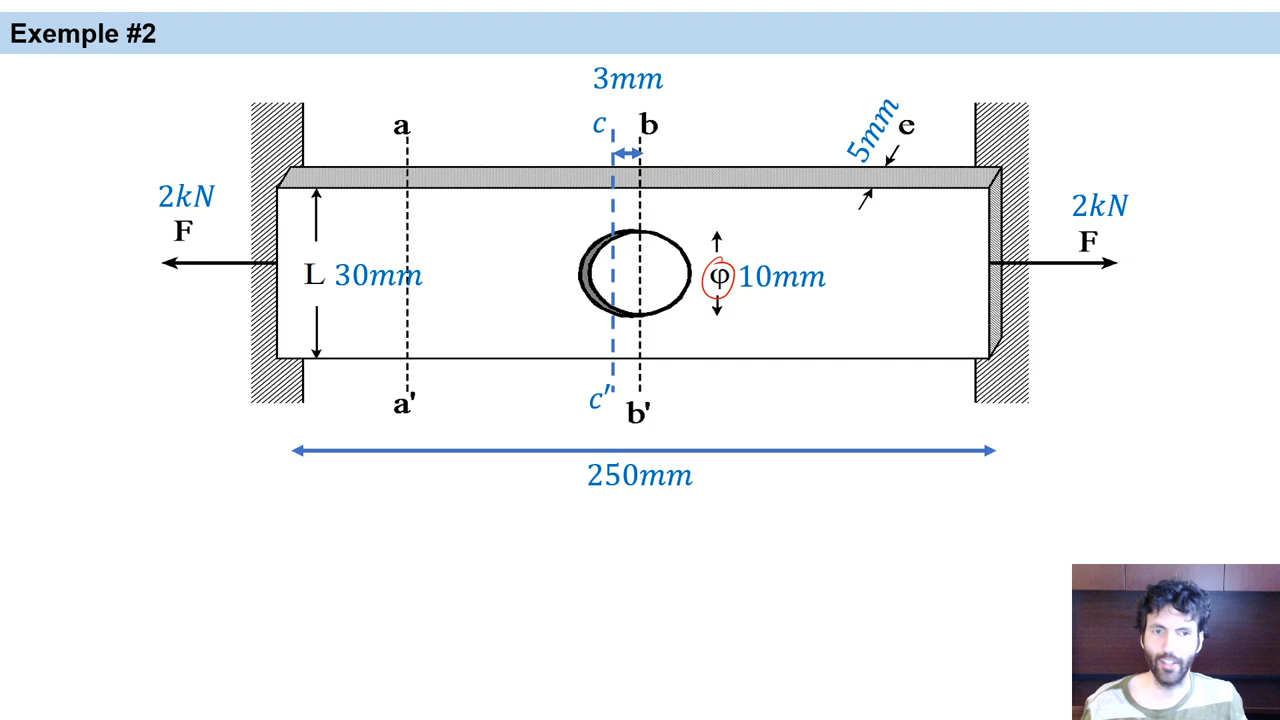 Exemple #2
3mm
a
c
b
5mm
e
2kN
F
2kN
F
L 30mm
φ 10mm
a'
c'
b'
250mm